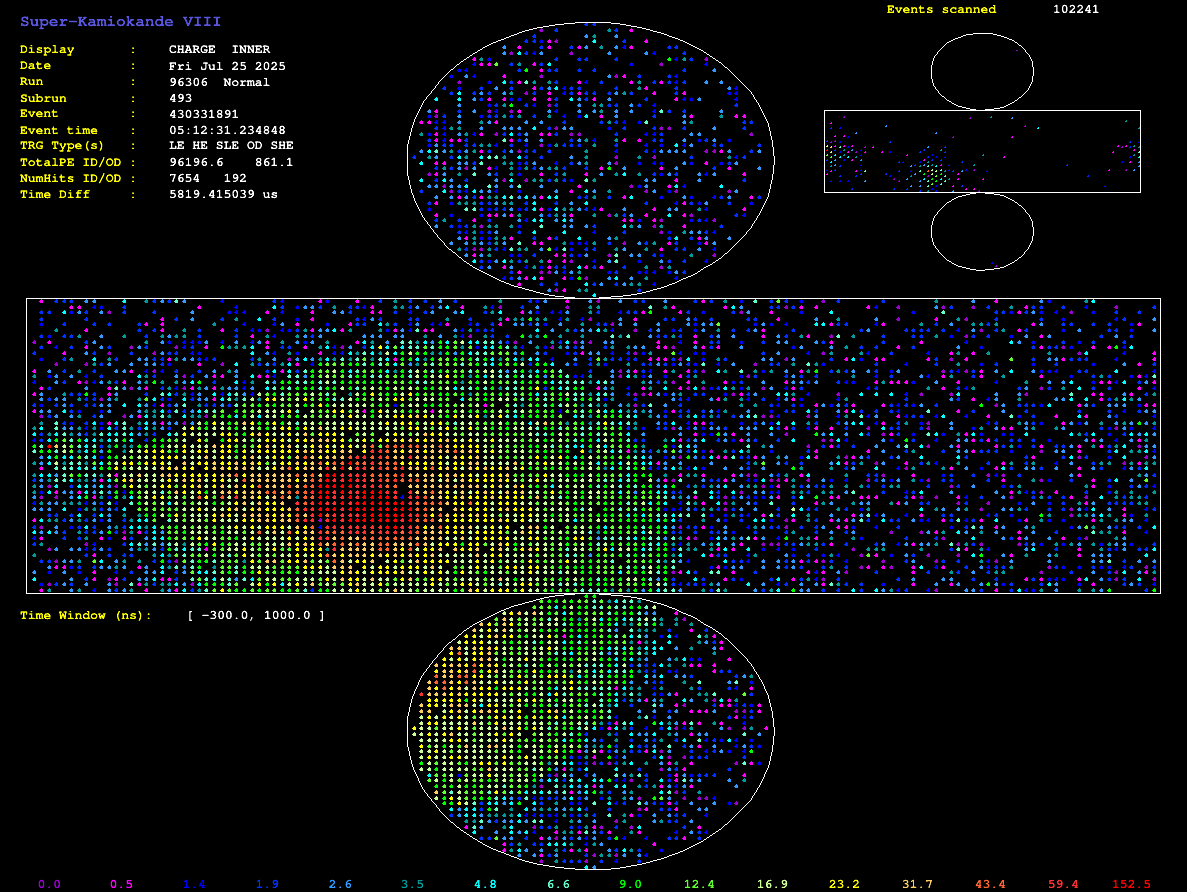 Super-Kamiokande VIII
Display : CHARGE INNER
Date : Fri Jul 25 2025
Run : 96306 Normal
Subrun : 493
Event : 430331891
Event time : 05:12:31.234848
TRG Type(s) : LE HE SLE OD SHE
TotalPE ID/OD : 96196.6 861.1
NumHits ID/OD : 7654 192
Time Diff : 5819.415039 us
Events scanned 102241
Time Window (ns): [ -300.0, 1000.0 ]
0.0 0.5 1.4 1.9 2.6 3.5 4.8 6.6 9.0 12.4 16.9 23.2 31.7 43.4 59.4 152.5